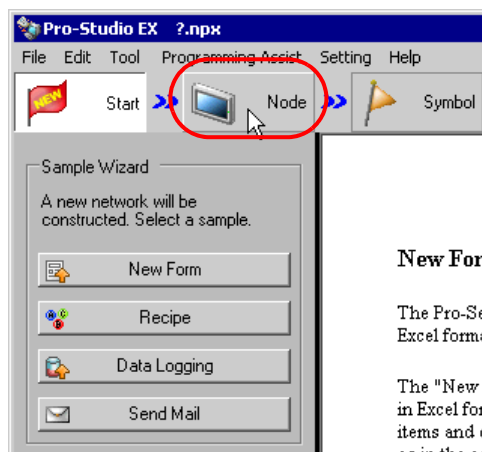 Pro-Studio EX ?.npx
File Edit Tool Programming Assist Setting Help
NEW Start Node Symbol
Sample Wizard
A new network will be
constructed. Select a sample.
New Form
Recipe
Data Logging
Send Mail
New For
The Pro-Se
Excel forma
The "New
in Excel for
items and